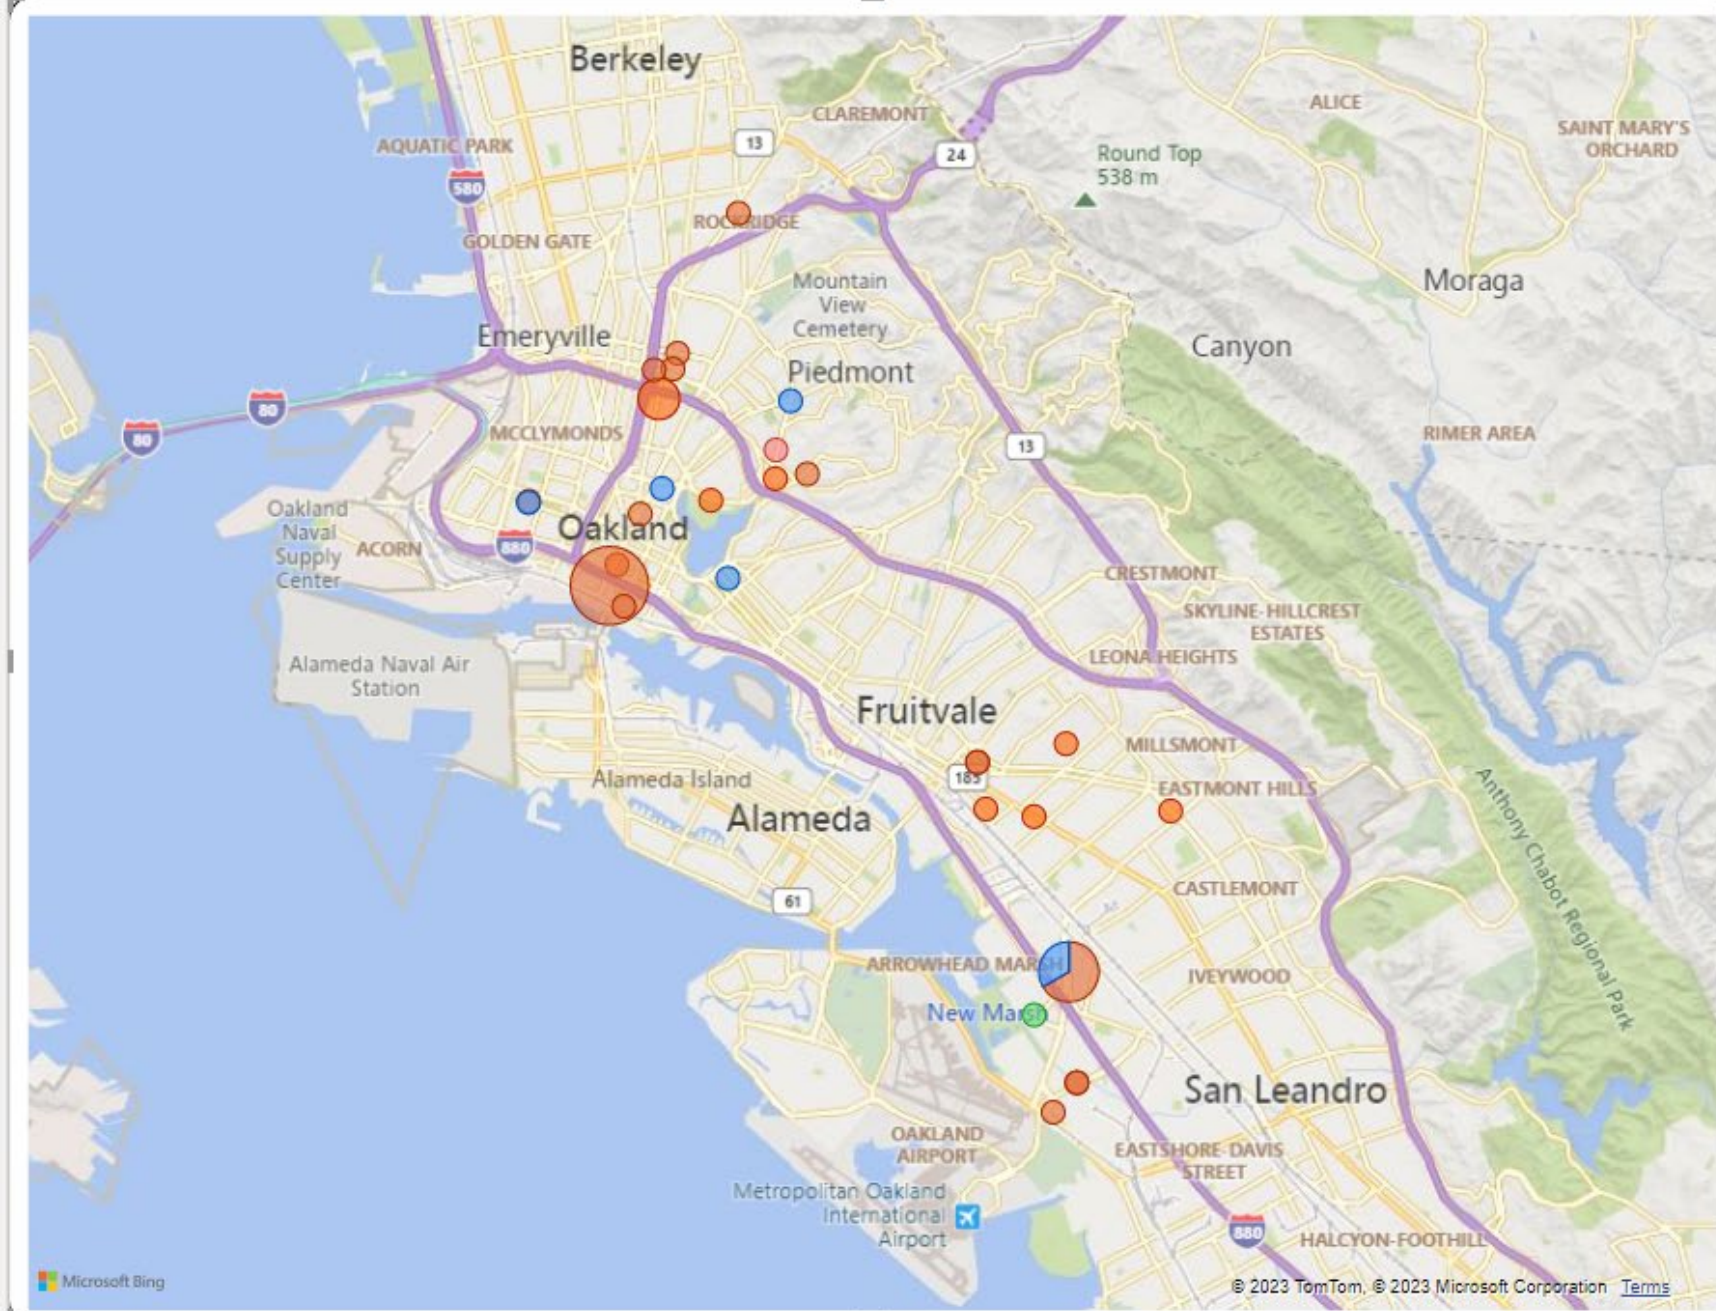 Berkeley
CLAREMONT
ALICE
SAINT MARY'S
ORCHARD
13
AQUATIC PARK
24
Round Top
538 m
580
ROCKRIDGE
GOLDEN GATE
Mountain
View
Cemetery
Moraga
Emeryville
Canyon
Piedmont
80
80
MCCLYMONDS
13
RIMER AREA
Oakland
Naval
Supply
Center
ACORN
880
Oakland
CRESTMONT
SKYLINE-HILLCREST
ESTATES
LEONA HEIGHTS
Alameda Naval Air
Station
Fruitvale
MILLSMONT
185
EASTMONT HILLS
Alameda Island
Alameda
Anthony Chabot Regional Park
CASTLEMONT
61
ARROWHEAD MARSH
IVEYWOOD
New Marsh
San Leandro
OAKLAND
AIRPORT
EASTSHORE-DAVIS
STREET
Metropolitan Oakland
International
Airport
880
HALCYON-FOOTHILL
Microsoft Bing
© 2023 TomTom, © 2023 Microsoft Corporation Terms